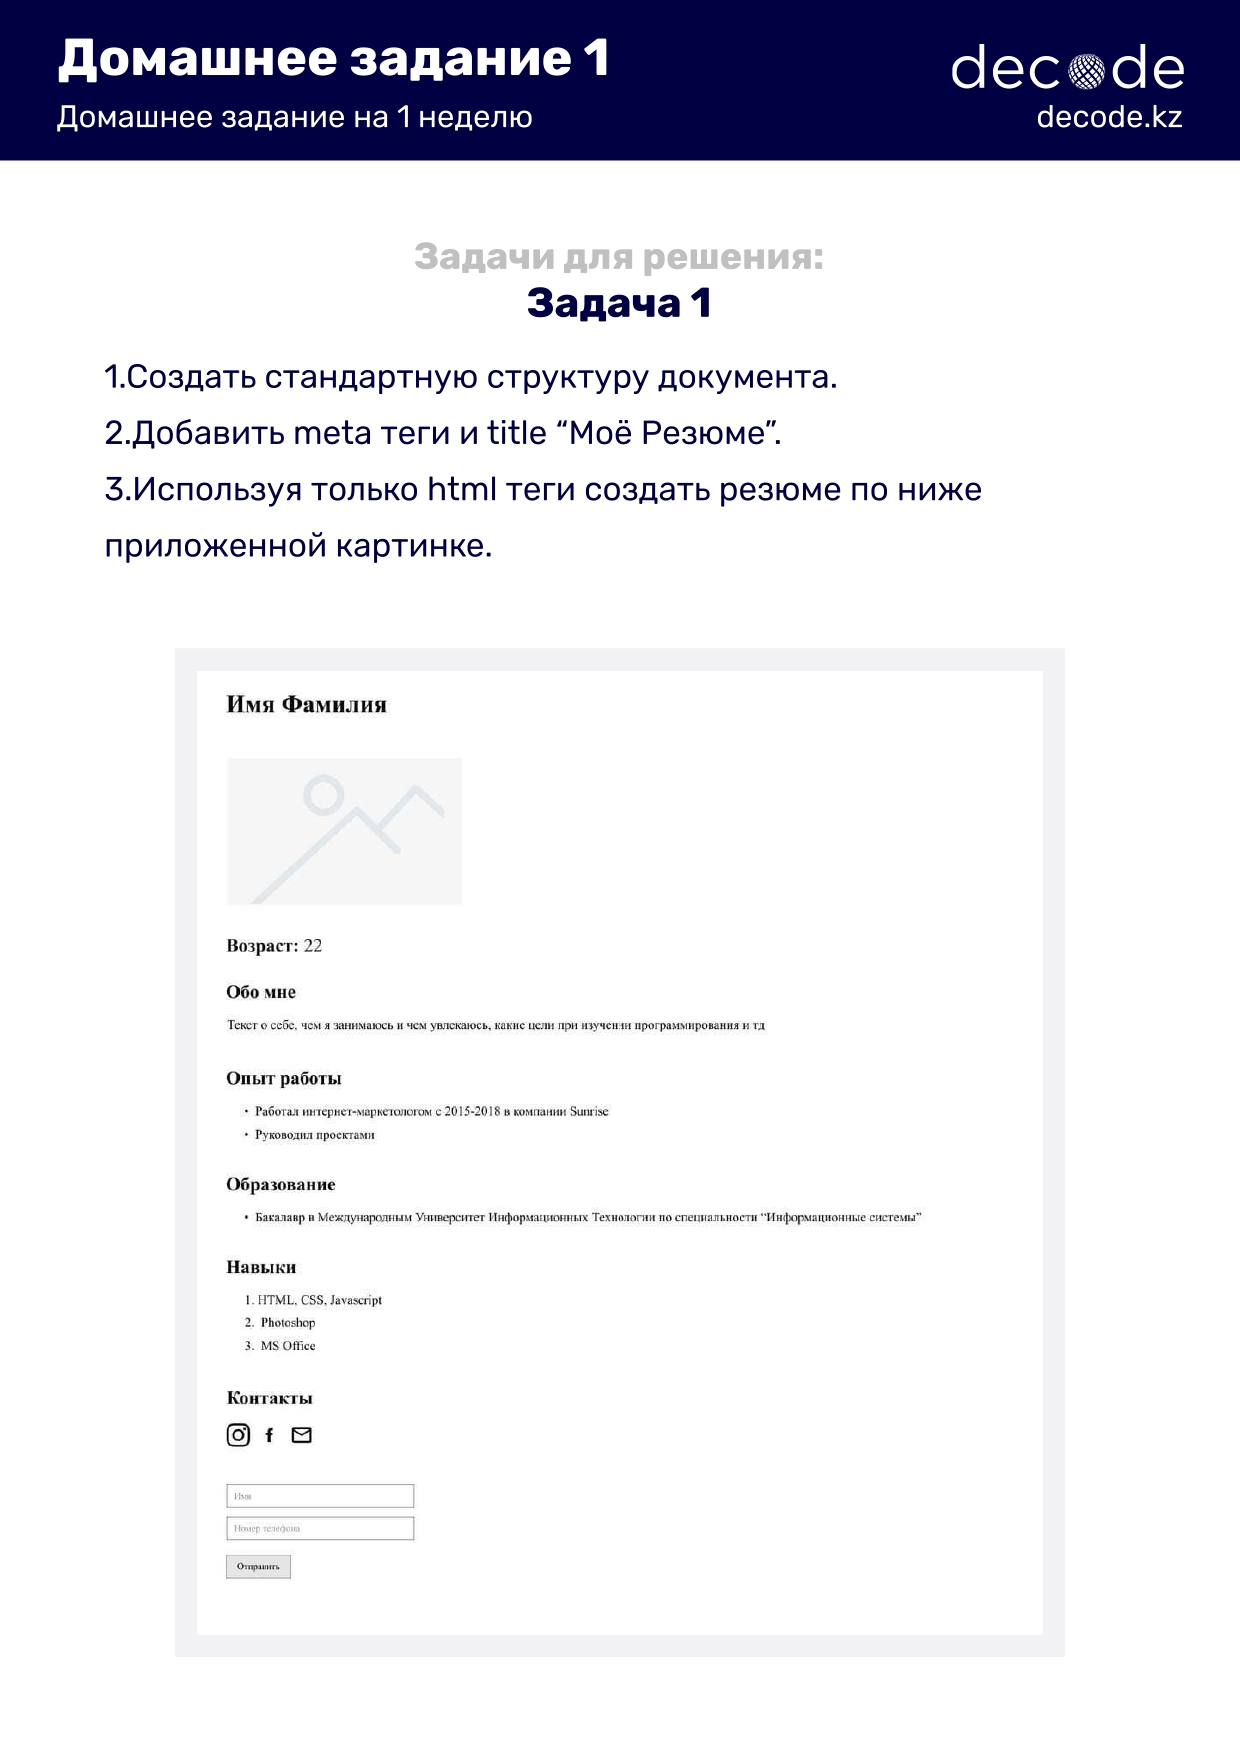 Домашнее задание 1
Домашнее задание на 1 неделю
decode
decode.kz
Задачи для решения:
Задача 1
1.Создать стандартную структуру документа.
2.Добавить meta теги и title “Моё Резюме”.
3.Используя только html теги создать резюме по ниже
приложенной картинке.
Имя Фамилия
Возраст: 22
Обо мне
Текст о себе, чем я занимаюсь и чем увлекаюсь, какие цели при изучении программирования и тд
Опыт работы
• Работал интернет-маркетологом с 2015-2018 в компании Sunrise
• Руководил проектами
Образование
• Бакалавр в Международным Университет Информационных Технологии по специальности “Информационные системы”
Навыки
1. HTML, CSS, Javascript
2. Photoshop
3. MS Office
Контакты
Имя
Номер телефона
Отправить